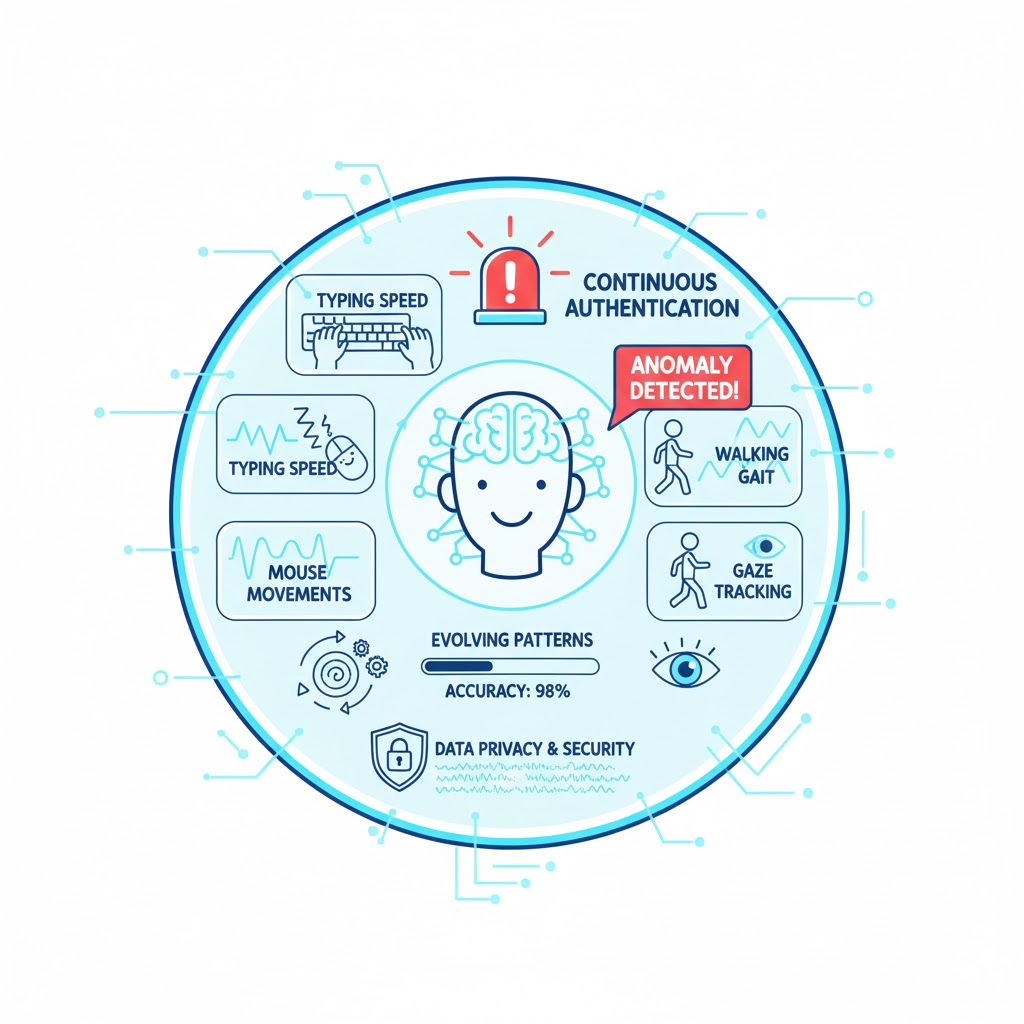 CONTINUOUS
AUTHENTICATION
TYPING SPEED
ANOMALY
DETECTED!
TYPING SPEED
WALKING
GAIT
MOUSE
MOVEMENTS
GAZE
TRACKING
EVOLVING PATTERNS
ACCURACY: 98%
DATA PRIVACY & SECURITY